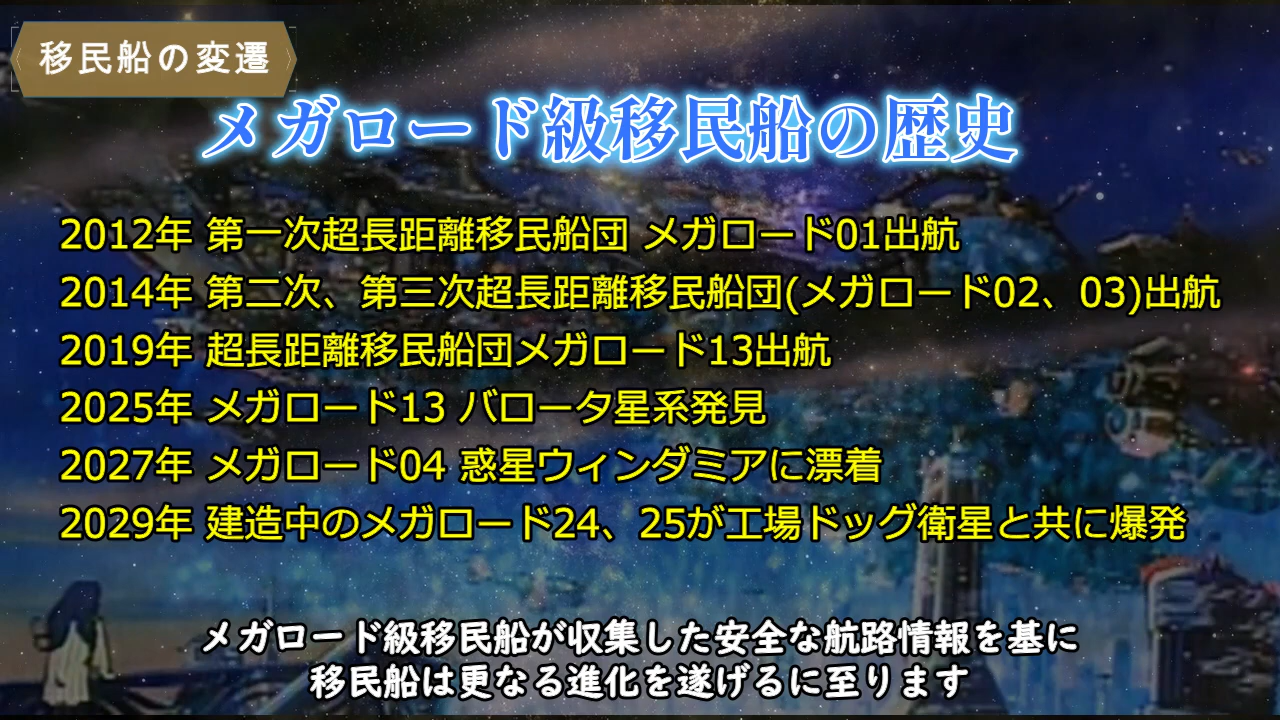 移民船の変遷
メガロード級移民船の歴史
2012年 第一次超長距離移民船団 メガロード01出航
2014年 第二次、第三次超長距離移民船団(メガロード02、03)出航
2019年 超長距離移民船団メガロード13出航
2025年 メガロード13 バロータ星系発見
2027年 メガロード04 惑星ウィンダミアに漂着
2029年 建造中のメガロード24、25が工場ドッグ衛星と共に爆発
メガロード級移民船が収集した安全な航路情報を基に
移民船は更なる進化を遂げるに至ります